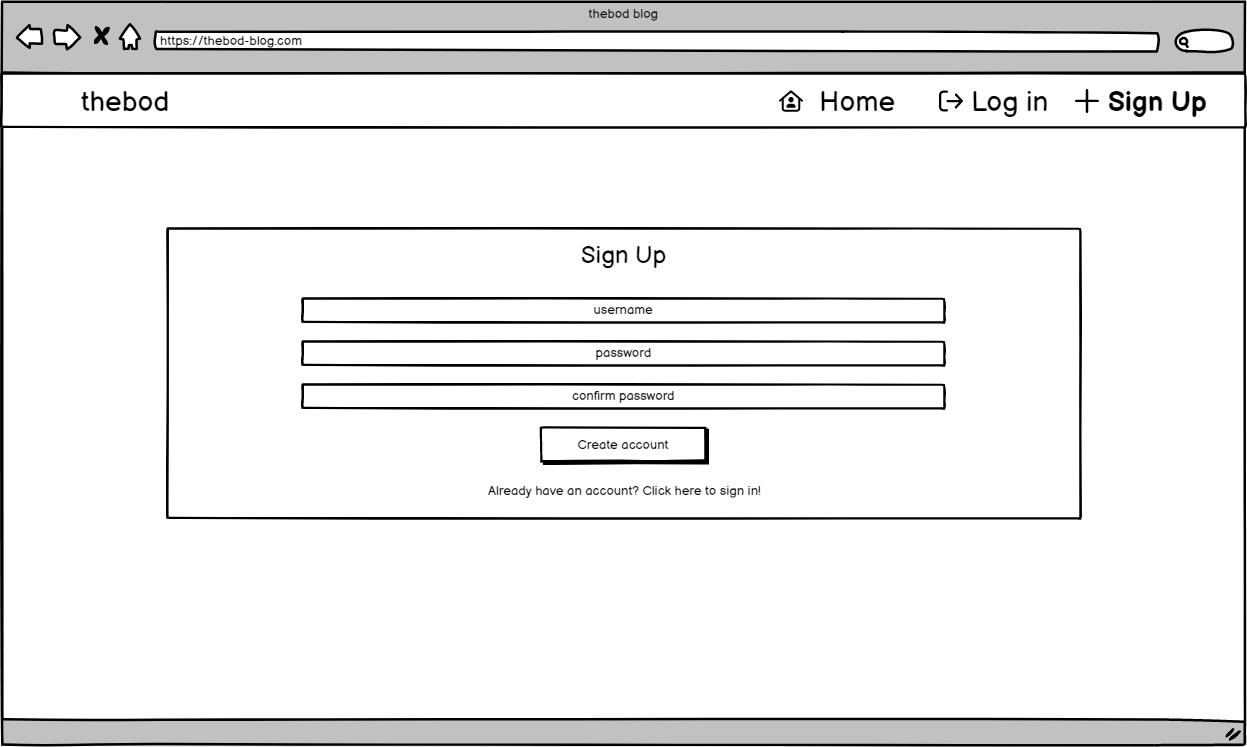 thebod blog
https://thebod-blog.com
thebod Home Log in Sign Up
Sign Up
username
password
confirm password
Create account
Already have an account? Click here to sign in!